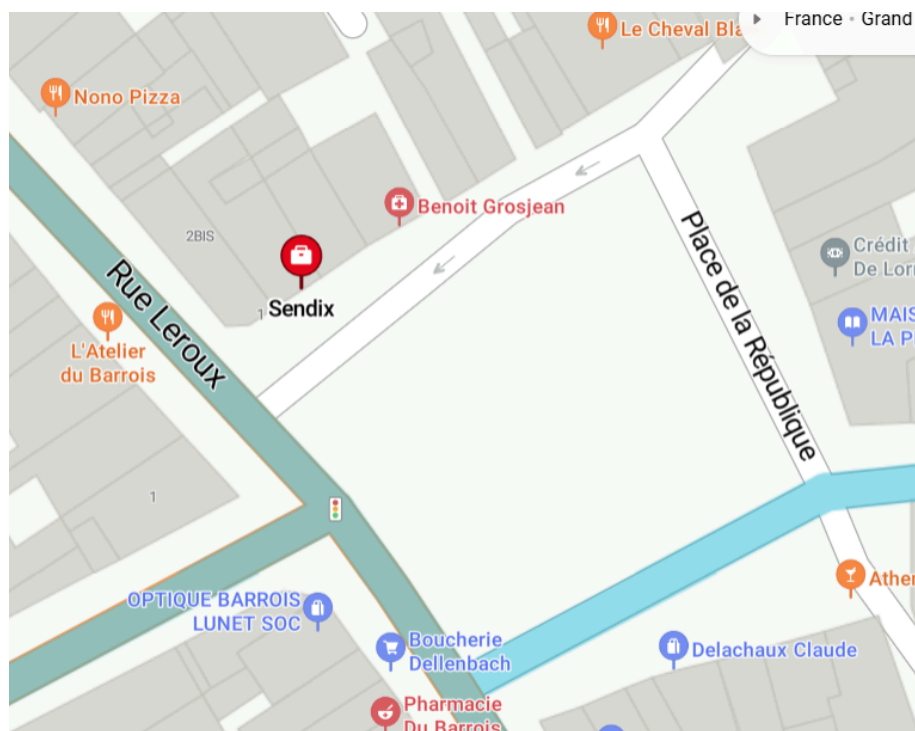 France • Grand
Le Cheval Bla
Nono Pizza
Benoit Grosjean
2BIS
Place de la République
Crédit
De Lorr
Sendix
1
Rue Leroux
MAIS
LA P
L'Atelier
du Barrois
1
Athe
OPTIQUE BARROIS
LUNET SOC
Boucherie
Dellenbach
Delachaux Claude
Pharmacie
Du Barrois